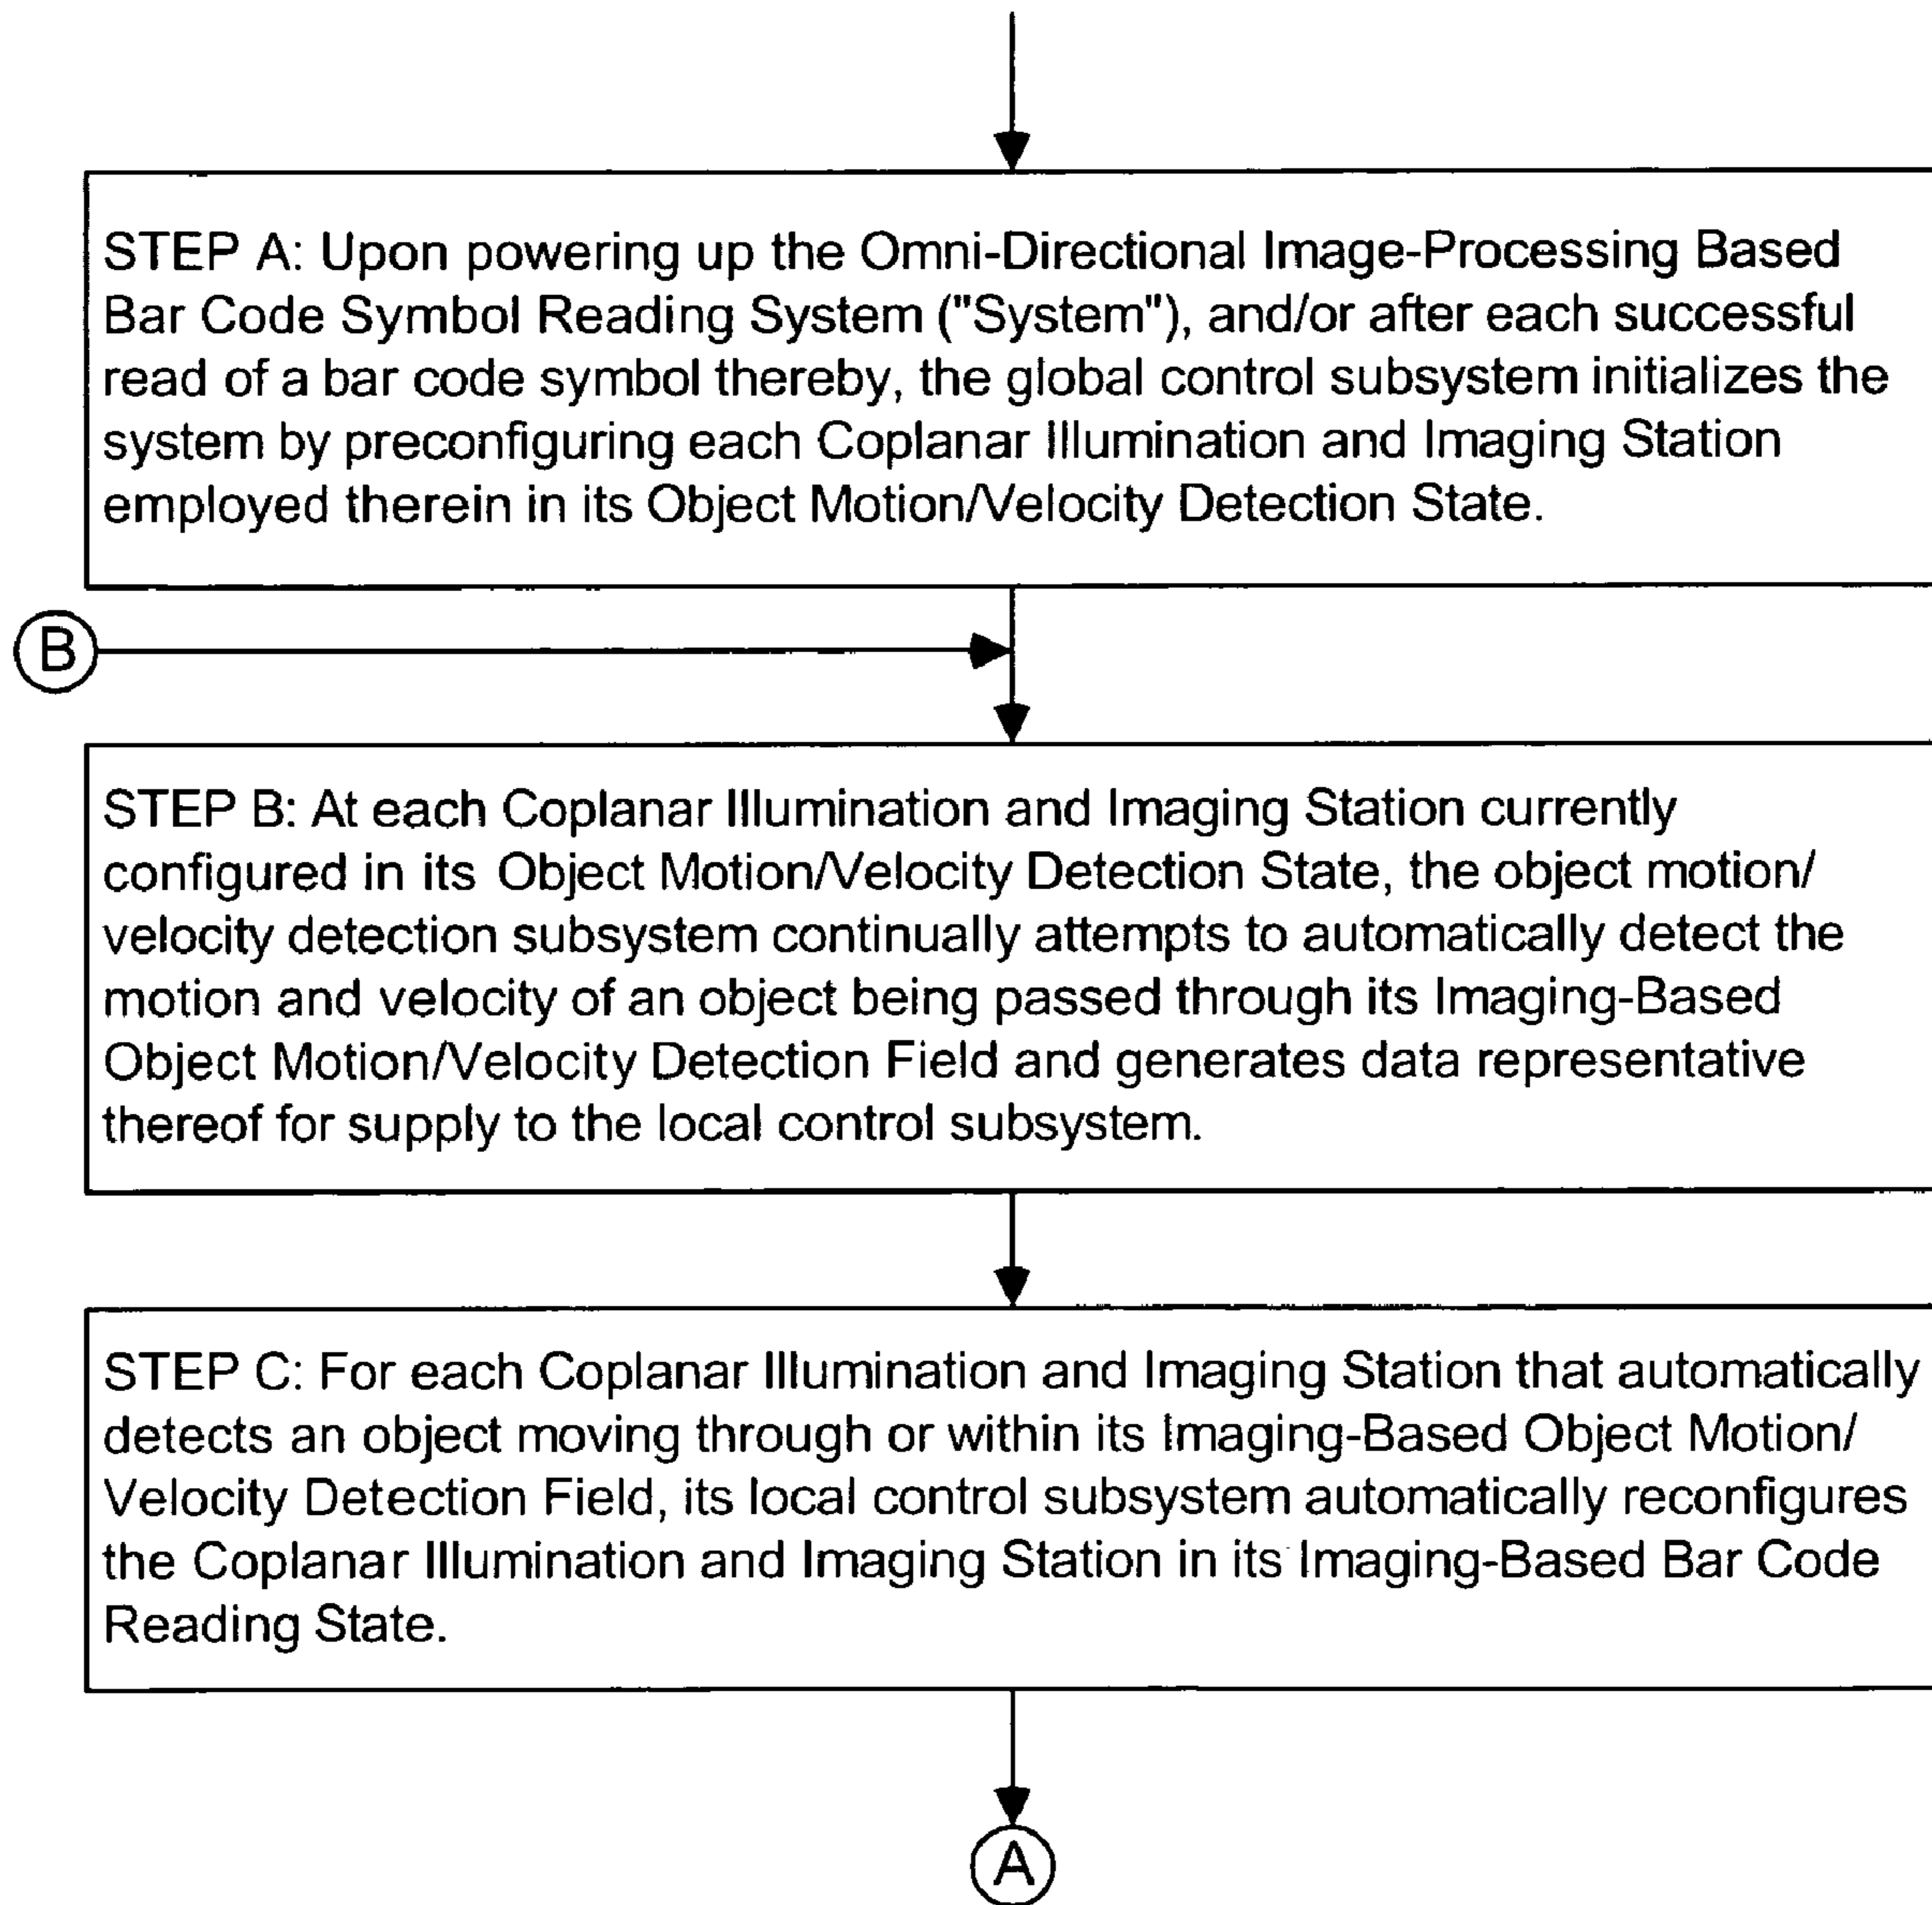 STEP A: Upon powering up the Omni-Directional Image-Processing Based
Bar Code Symbol Reading System ("System"), and/or after each successful
read of a bar code symbol thereby, the global control subsystem initializes the
system by preconfiguring each Coplanar Illumination and Imaging Station
employed therein in its Object Motion/Velocity Detection State.
B
STEP B: At each Coplanar Illumination and Imaging Station currently
configured in its Object Motion/Velocity Detection State, the object motion/
velocity detection subsystem continually attempts to automatically detect the
motion and velocity of an object being passed through its Imaging-Based
Object Motion/Velocity Detection Field and generates data representative
thereof for supply to the local control subsystem.
STEP C: For each Coplanar Illumination and Imaging Station that automatically
detects an object moving through or within its Imaging-Based Object Motion/
Velocity Detection Field, its local control subsystem automatically reconfigures
the Coplanar Illumination and Imaging Station in its Imaging-Based Bar Code
Reading State.
A